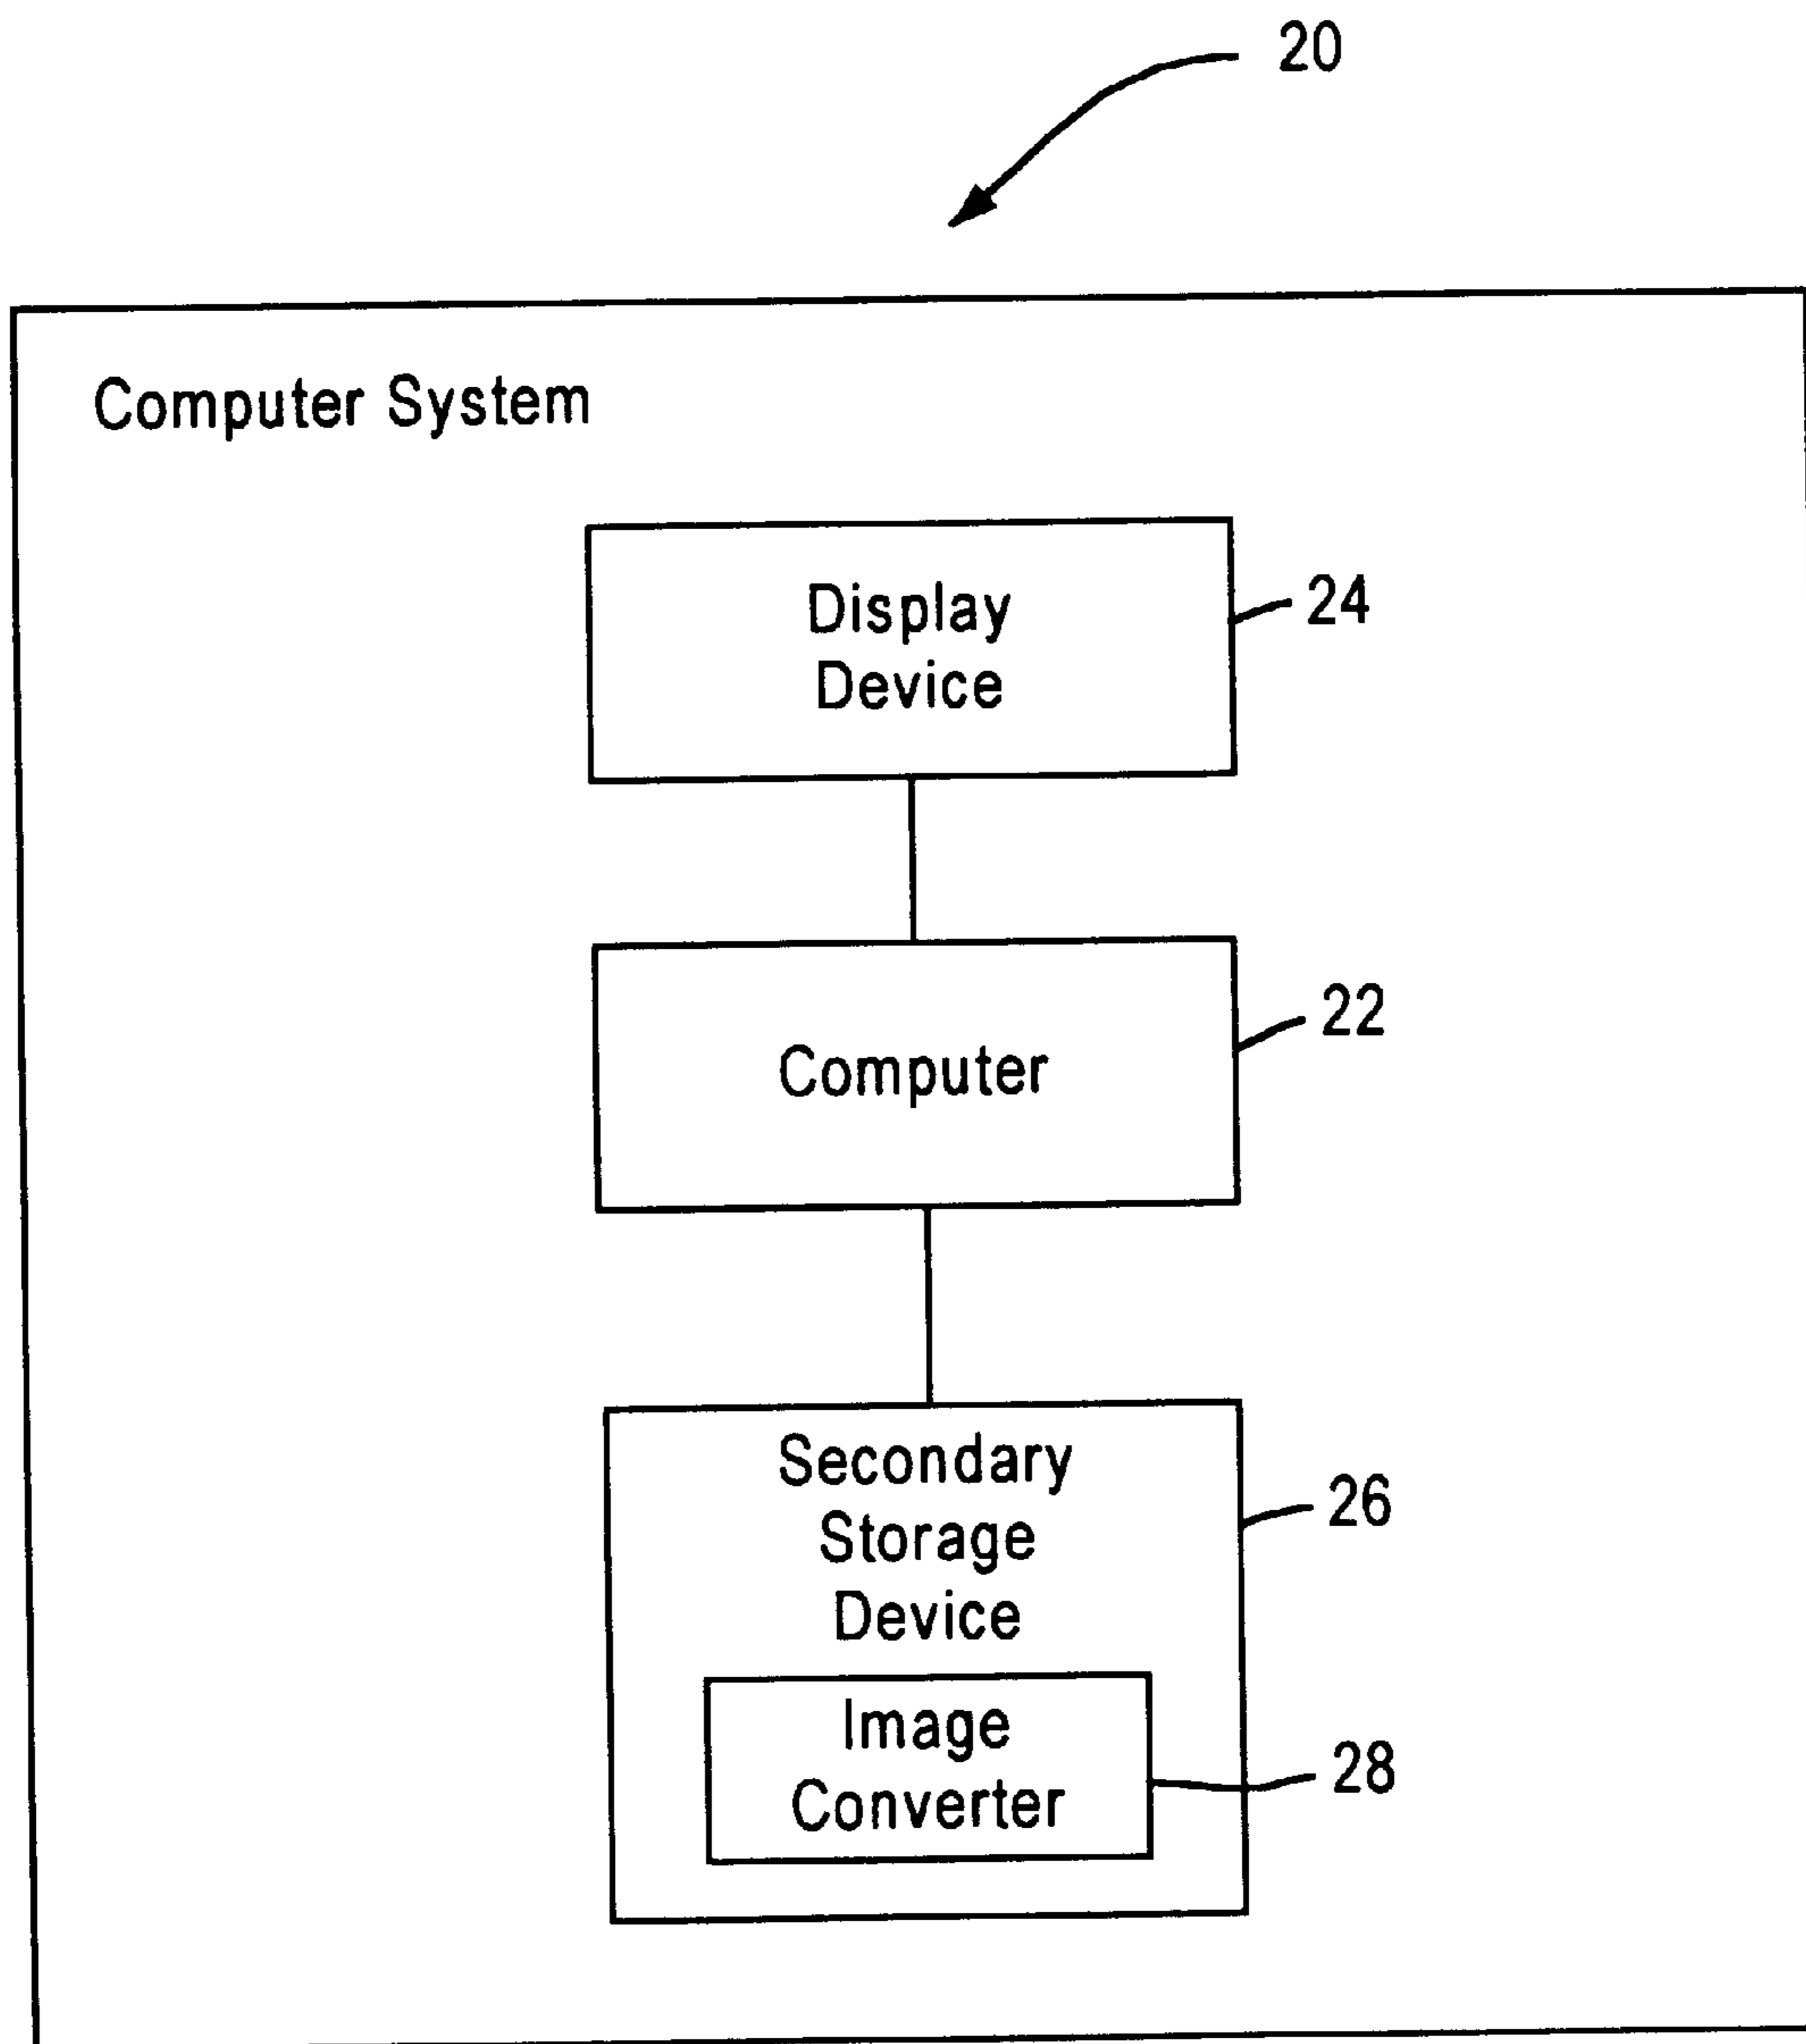 20
Computer System
Display
Device
24
Computer
22
Secondary
Storage
Device
26
Image
Converter
28